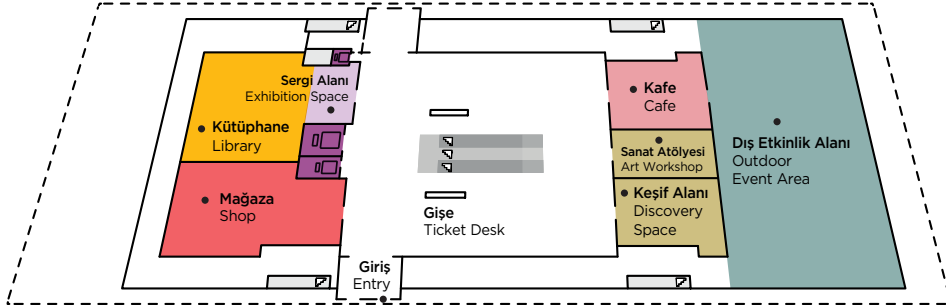 Sergi Alanı
Exhibition Space
Kütüphane
Library
Mağaza
Shop
Gişe
Ticket Desk
Giriş
Entry
Kafe
Cafe
Sanat Atölyesi
Art Workshop
Keşif Alanı
Discovery
Space
Dış Etkinlik Alanı
Outdoor
Event Area